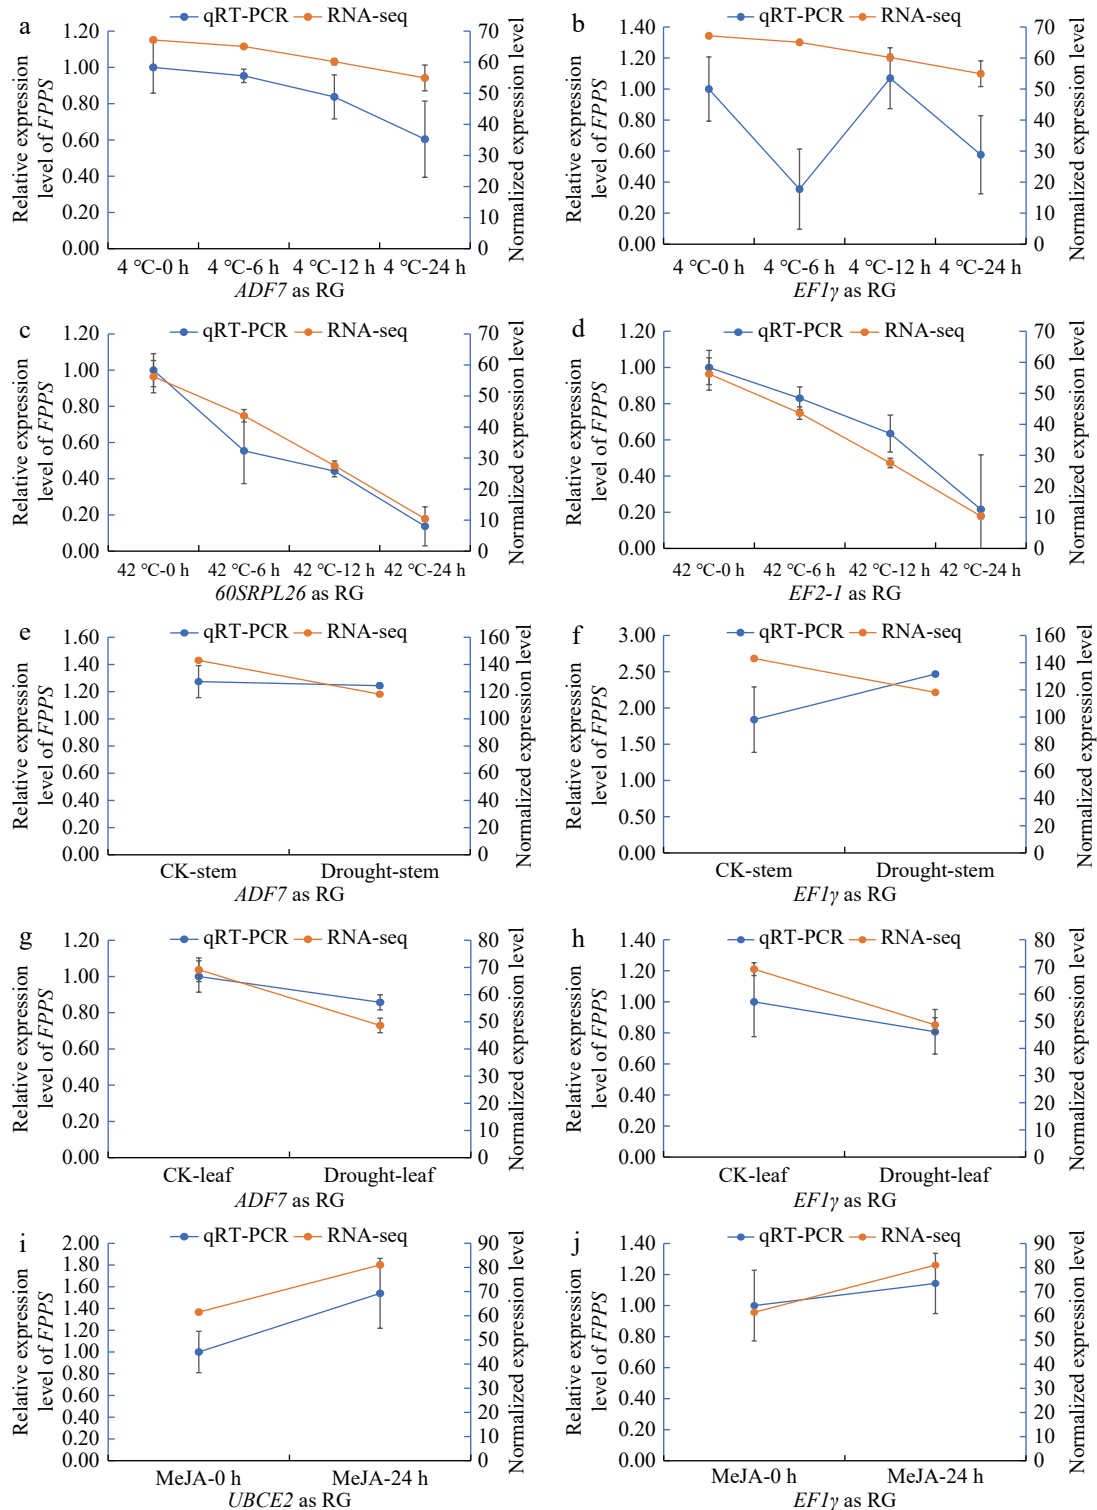 a
qRT-PCR RNA-seq
Relative expression
level of FPPS
1.20
1.00
0.80
0.60
0.40
0.20
0.00
70
60
50
40
30
20
10
0
Normalized expression level
4 °C-0 h 4 °C-6 h 4 °C-12 h 4 °C-24 h
ADF7 as RG
b
qRT-PCR RNA-seq
Relative expression
level of FPPS
1.40
1.20
1.00
0.80
0.60
0.40
0.20
0.00
70
60
50
40
30
20
10
0
Normalized expression level
4 °C-0 h 4 °C-6 h 4 °C-12 h 4 °C-24 h
EF1γ as RG
c
qRT-PCR RNA-seq
Relative expression
level of FPPS
1.20
1.00
0.80
0.60
0.40
0.20
0.00
70
60
50
40
30
20
10
0
Normalized expression level
42 °C-0 h 42 °C-6 h 42 °C-12 h 42 °C-24 h
60SRPL26 as RG
d
qRT-PCR RNA-seq
Relative expression
level of FPPS
1.20
1.00
0.80
0.60
0.40
0.20
0.00
70
60
50
40
30
20
10
0
Normalized expression level
42 °C-0 h 42 °C-6 h 42 °C-12 h 42 °C-24 h
EF2-1 as RG
e
qRT-PCR RNA-seq
Relative expression
level of FPPS
1.60
1.40
1.20
1.00
0.80
0.60
0.40
0.20
0.00
160
140
120
100
80
60
40
20
0
Normalized expression level
CK-stem Drought-stem
ADF7 as RG
f
qRT-PCR RNA-seq
Relative expression
level of FPPS
3.00
2.50
2.00
1.50
1.00
0.50
0.00
160
140
120
100
80
60
40
20
0
Normalized expression level
CK-stem Drought-stem
EF1γ as RG
g
qRT-PCR RNA-seq
Relative expression
level of FPPS
1.20
1.00
0.80
0.60
0.40
0.20
0.00
80
70
60
50
40
30
20
10
0
Normalized expression level
CK-leaf Drought-leaf
ADF7 as RG
h
qRT-PCR RNA-seq
Relative expression
level of FPPS
1.40
1.20
1.00
0.80
0.60
0.40
0.20
0.00
80
70
60
50
40
30
20
10
0
Normalized expression level
CK-leaf Drought-leaf
EF1γ as RG
i
qRT-PCR RNA-seq
Relative expression
level of FPPS
2.00
1.80
1.60
1.40
1.20
1.00
0.80
0.60
0.40
0.20
0.00
90
80
70
60
50
40
30
20
10
0
Normalized expression level
MeJA-0 h MeJA-24 h
UBCE2 as RG
j
qRT-PCR RNA-seq
Relative expression
level of FPPS
1.40
1.20
1.00
0.80
0.60
0.40
0.20
0.00
90
80
70
60
50
40
30
20
10
0
Normalized expression level
MeJA-0 h MeJA-24 h
EF1γ as RG